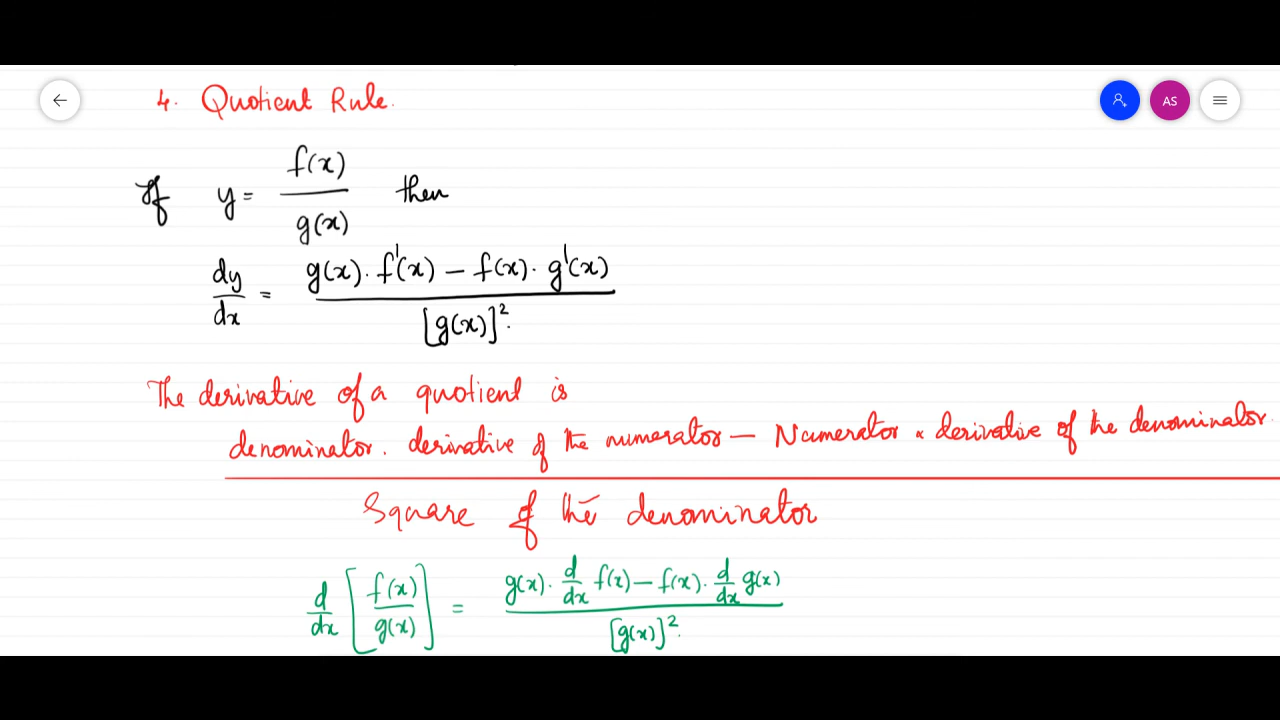 4. Quotient Rule.
AS
If y = f(x)/g(x) then
dy/dx = g(x). f'(x) – f(x). g'(x) / [g(x)]².
The derivative of a quotient is
denominator. derivative of the numerator – Numerator × derivative of the denominator.
Square of the denominator
d/dx [f(x)/g(x)] = g(x). d/dx f(x) – f(x). d/dx g(x) / [g(x)]².